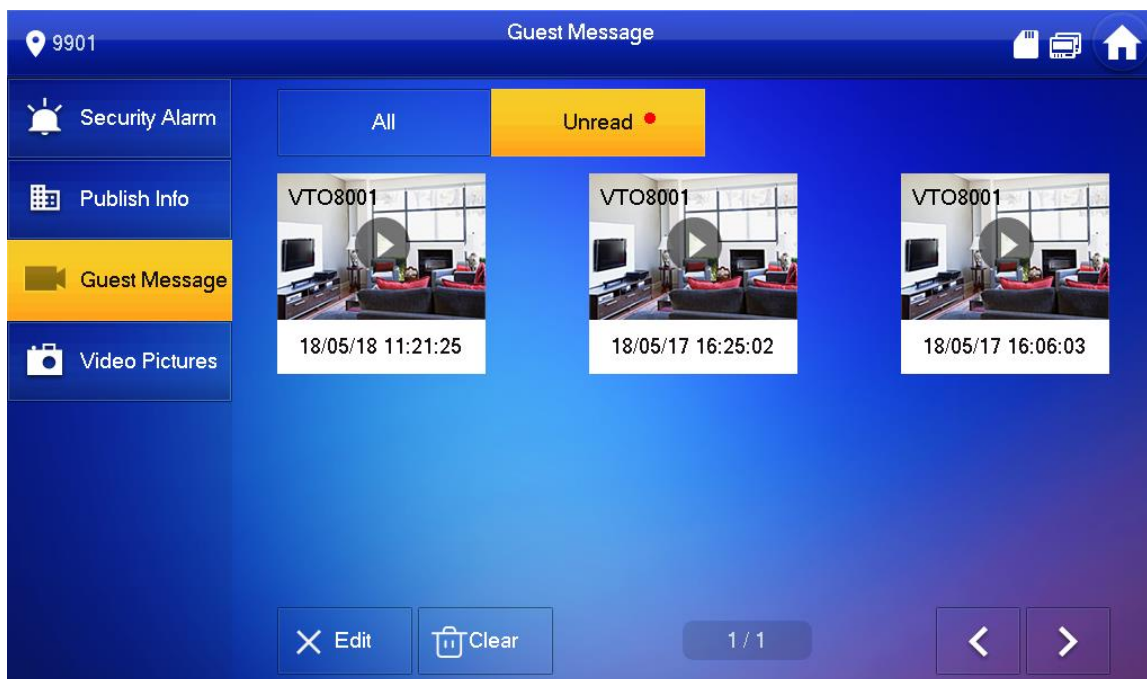 9901
Guest Message
Security Alarm
Publish Info
Guest Message
Video Pictures
All
Unread
VTO8001
VTO8001
VTO8001
18/05/18 11:21:25
18/05/17 16:25:02
18/05/17 16:06:03
Edit
Clear
1 / 1